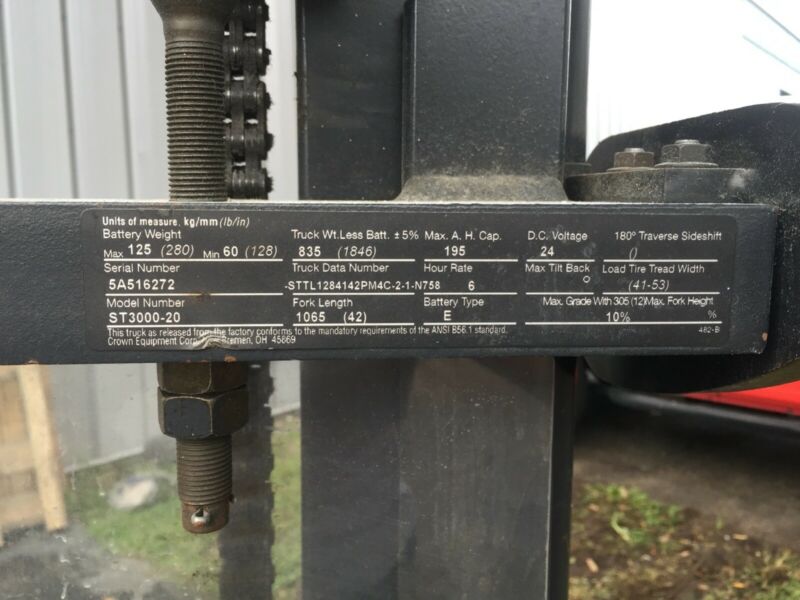 Units of measure, kg/mm (lb/in)
Battery Weight Truck Wt. Less Batt. ± 5% Max. A. H. Cap. D.C. Voltage 180° Traverse Sideshift
Max 125 (280) Min 60 (128) 835 (1846) 195 24 ()
Serial Number Truck Data Number Hour Rate Max Tilt Back Load Tire Tread Width
5A516272 -STTL1284142PM4C-2-1-N758 6 ° (41-53)
Model Number Fork Length Battery Type Max. Grade With 305 (12) Max. Fork Height
ST3000-20 1065 (42) E 10% %
This truck as released from the factory conforms to the mandatory requirements of the ANSI B56.1 standard. 482-B
Crown Equipment Corp. Bremen, OH 45869